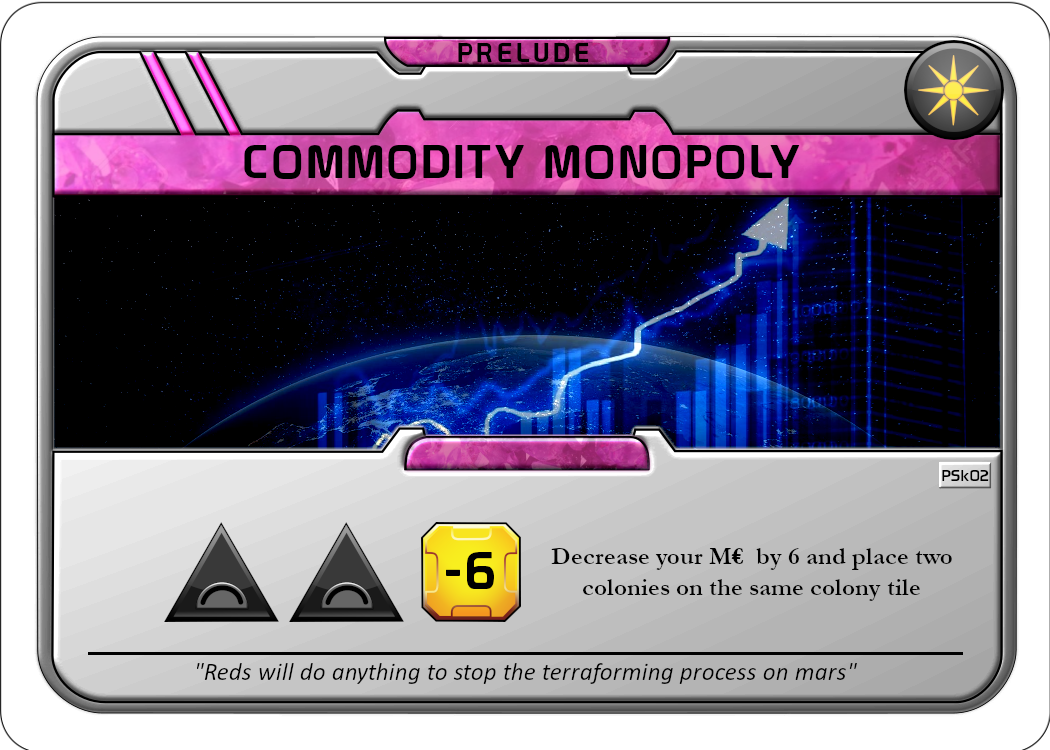 PRELUDE
COMMODITY MONOPOLY
PSk02
-6
Decrease your M€ by 6 and place two
colonies on the same colony tile
"Reds will do anything to stop the terraforming process on mars"